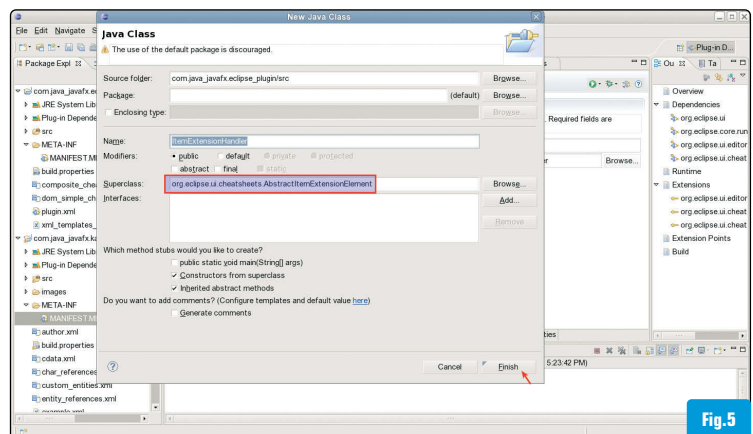 New Java Class
File Edit Navigate S
Java Class
The use of the default package is discouraged.
Plug-in D...
Package Expl
Ou
Ta
Source folder: com.java_javafx.eclipse_plugin/src Browse...
Package: (default) Browse...
Enclosing type: Browse...
Name: ItemExtensionHandler
Modifiers: public default private protected
abstract final static
Superclass: org.eclipse.ui.cheatsheets.AbstractItemExtensionElement Browse...
Interfaces: Add...
Remove
Which method stubs would you like to create?
public static void main(String[] args)
Constructors from superclass
Inherited abstract methods
Do you want to add comments? (Configure templates and default value here)
Generate comments
Cancel Finish
com.java_javafx.e
JRE System Lib
Plug-in Depende
src
META-INF
MANIFEST.M
build.properties
composite_chea
dom_simple_ch
plugin.xml
xml_templates_
com.java_javafx.ka
JRE System Lib
Plug-in Depende
src
images
META-INF
MANIFEST.M
author.xml
build.properties
cdata.xml
char_references
custom_entities.xml
entity_references.xml
example.xml
s
. Required fields are
er Browse...
ties
5:23:42 PM)
Overview
Dependencies
org.eclipse.ui
org.eclipse.core.run
org.eclipse.ui.editor
org.eclipse.ui.cheat
Runtime
Extensions
org.eclipse.ui.editor
org.eclipse.ui.cheat
org.eclipse.ui.cheat
Extension Points
Build
Fig.5